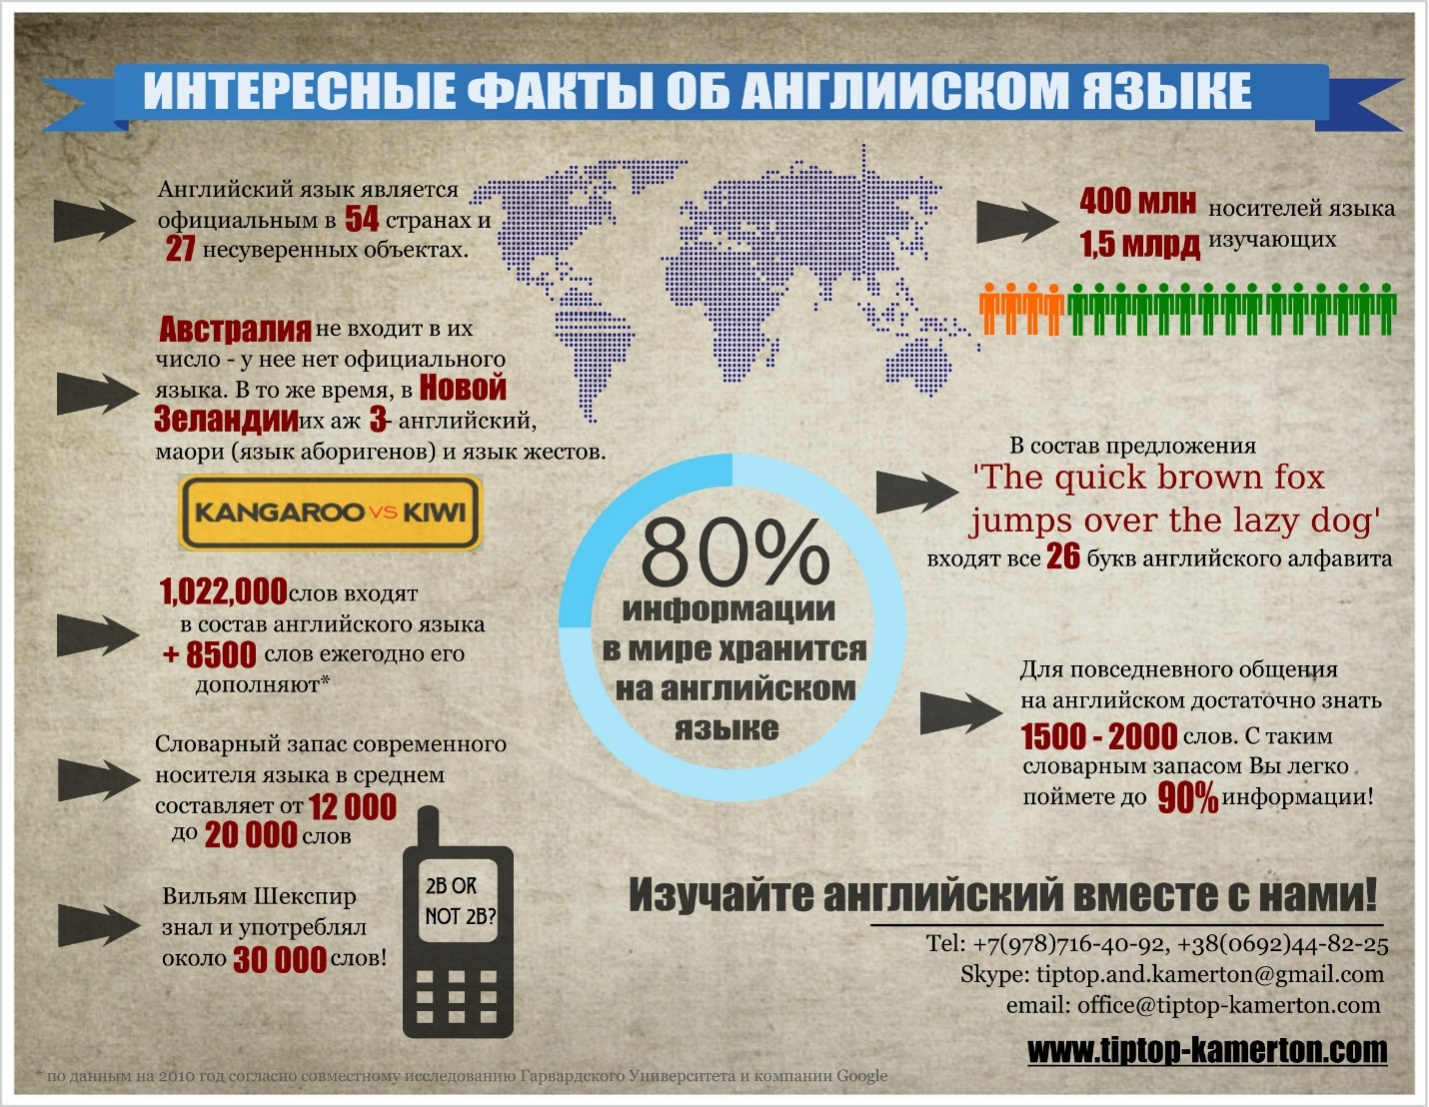 ИНТЕРЕСНЫЕ ФАКТЫ ОБ АНГЛИИСКОМ ЯЗЫКЕ
Английский язык является
официальным в 54 странах и
27 несуверенных объектах.
Австралия не входит в их
число - у нее нет официального
языка. В то же время, в Новой
Зеландии их аж 3- английский,
маори (язык аборигенов) и язык жестов.
KANGAROO VS KIWI
1,022,000 слов входят
в состав английского языка
+ 8500 слов ежегодно его
дополняют*
Словарный запас современного
носителя языка в среднем
составляет от 12 000
до 20 000 слов
Вильям Шекспир
знал и употреблял
около 30 000 слов!
2B OR
NOT 2B?
80%
информации
в мире хранится
на английском
языке
400 млн носителей языка
1,5 млрд изучающих
В состав предложения
'The quick brown fox
jumps over the lazy dog'
входят все 26 букв английского алфавита
Для повседневного общения
на английском достаточно знать
1500 - 2000 слов. С таким
словарным запасом Вы легко
поймете до 90% информации!
Изучайте английский вместе с нами!
Tel: +7(978)716-40-92, +38(0692)44-82-25
Skype: tiptop.and.kamerton@gmail.com
email: office@tiptop-kamerton.com
www.tiptop-kamerton.com
* по данным на 2010 год согласно совместному исследованию Гарвардского Университета и компании Google